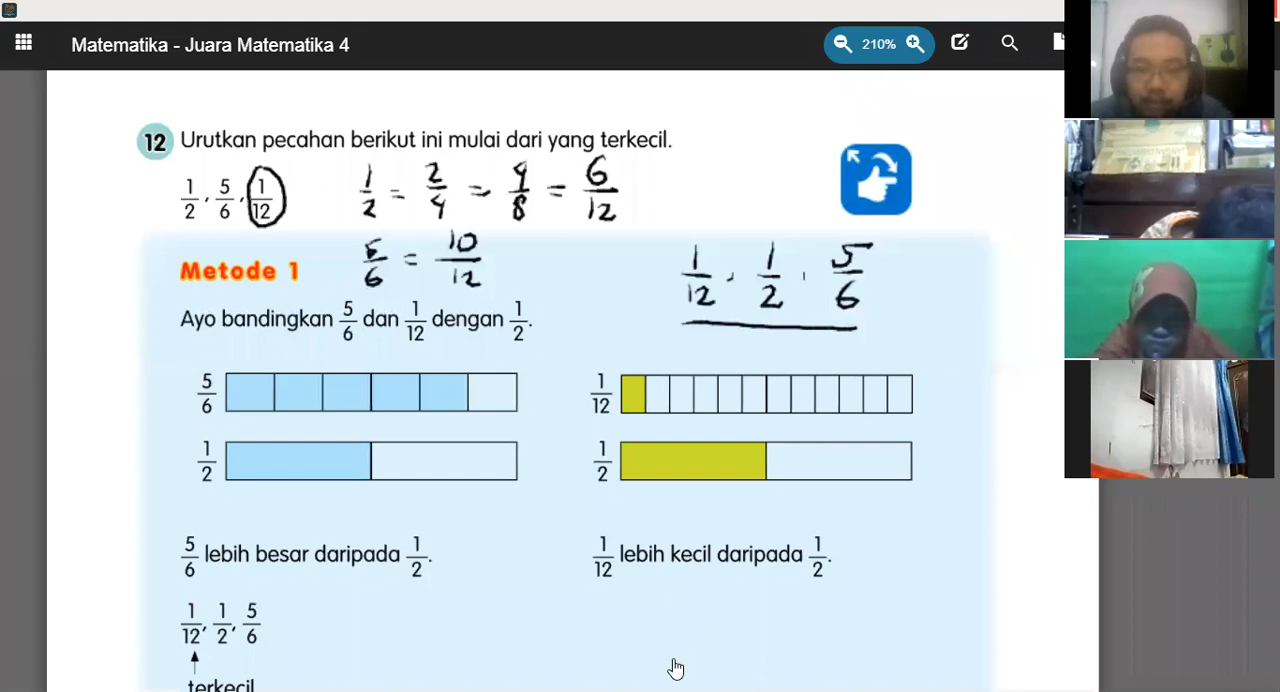 Matematika - Juara Matematika 4
210%
12 Urutkan pecahan berikut ini mulai dari yang terkecil.
1/2, 5/6, 1/12
1/2 = 2/4 = 4/8 = 6/12
5/6 = 10/12
1/12, 1/2, 5/6
Metode 1
Ayo bandingkan 5/6 dan 1/12 dengan 1/2.
5/6
1/2
1/12
1/2
5/6 lebih besar daripada 1/2.
1/12 lebih kecil daripada 1/2.
1/12, 1/2, 5/6
terkecil